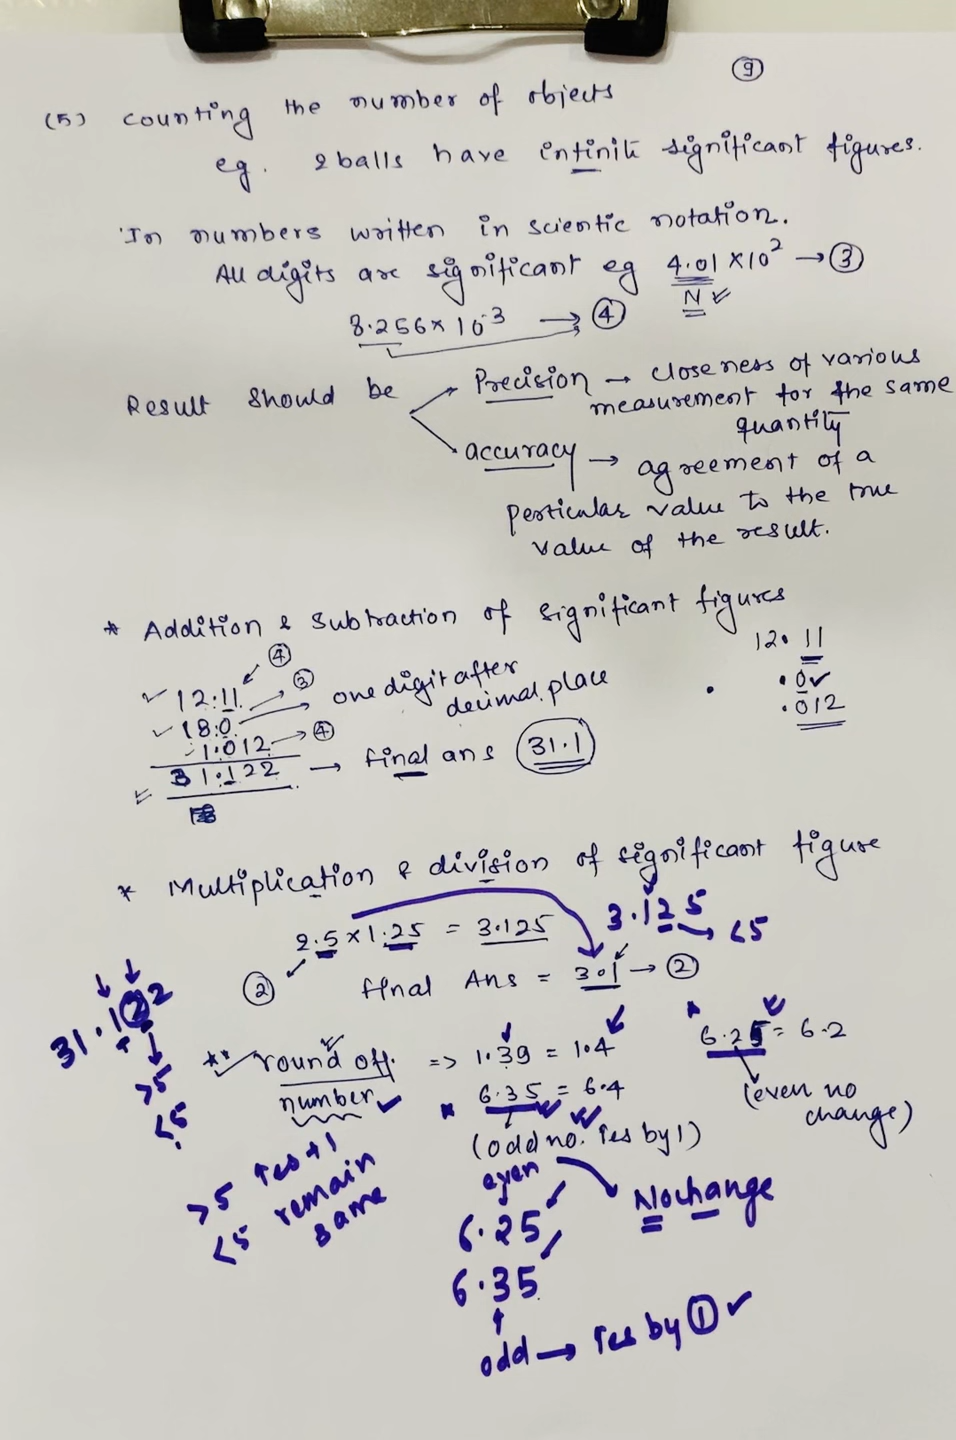 9
(5) counting the number of objects
eg. 2 balls have infinite significant figures.
In numbers written in scientic notation.
All digits are significant eg 4.01 x 10² → 3
N ✓
8.256 x 10-3 → 4
Result should be
Precision → closeness of various
measurement for the same
quantity
accuracy → agreement of a
perticular value to the true
value of the result.
* Addition & Subtraction of significant figures
✓ 12.11 4
✓ 18.0 3 one digit after
decimal place
1.012 → 4
31.122 → final ans 31.1
12.11
.0 ✓
.012
* Multiplication & division of significant figure
2.5 x 1.25 = 3.125
3.125 → <5
2
final Ans = 3.1 → 2
31.122
>5
<5
** round off.
number ✓
=> 1.39 = 1.4
6.35 = 6.4
(odd no. ↑es by 1)
6.25 = 6.2
(even no
change)
>5 ↑es +1
<5 remain
same
even
Nochange
6.25
6.35
odd → ↑es by 1 ✓